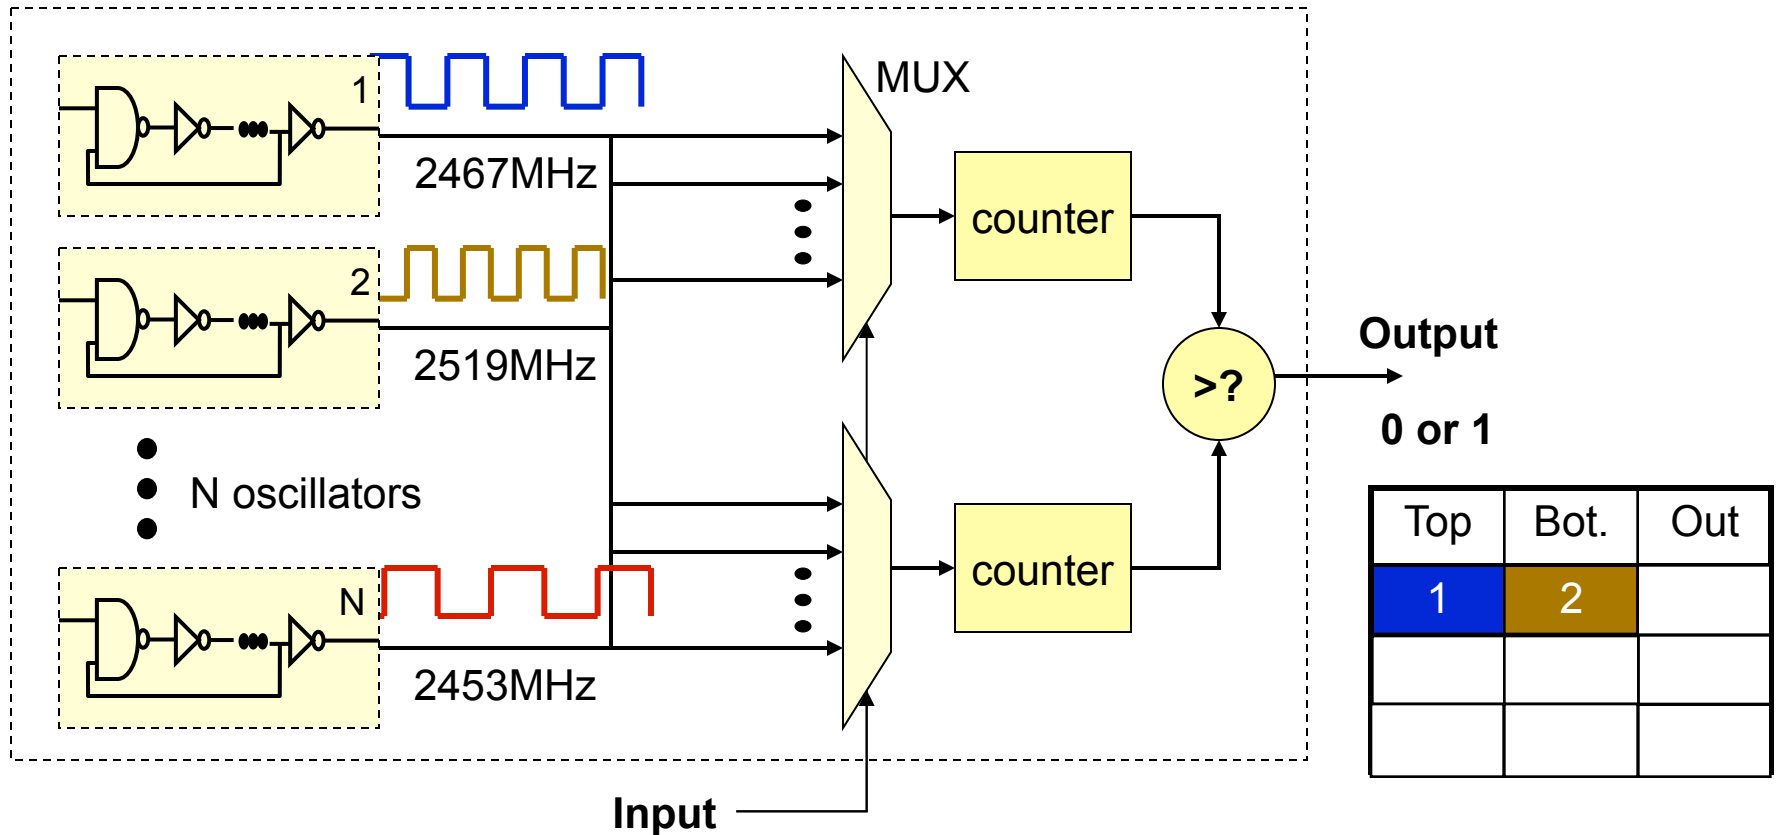 1
MUX
2467MHz
counter
2
2519MHz
Output
>?
0 or 1
N oscillators
Top Bot. Out
1 2
counter
N
2453MHz
Input